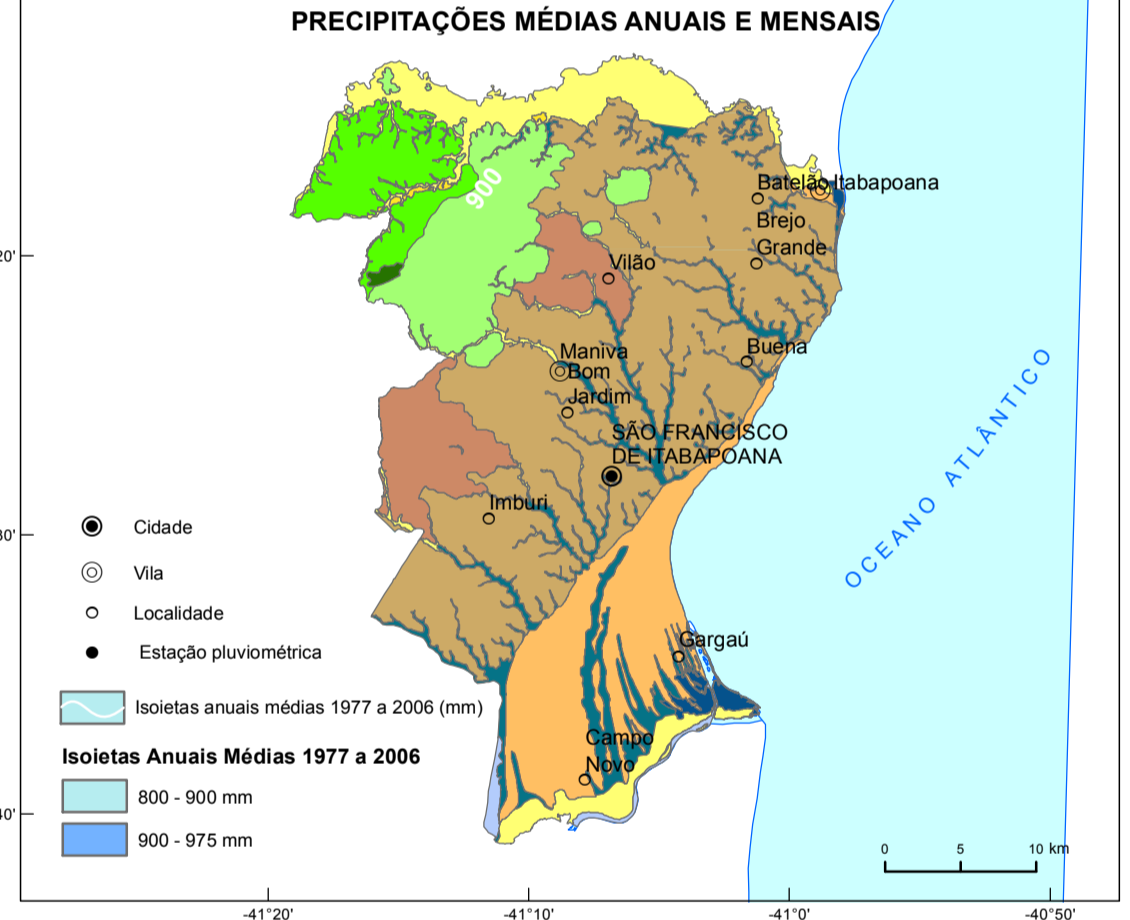 PRECIPITAÇÕES MÉDIAS ANUAIS E MENSAIS
900
Batelão
Itabapoana
Brejo
Grande
20'
Vilão
Buena
Maniva
Bom
Jardim
SÃO FRANCISCO
DE ITABAPOANA
OCEANO ATLÂNTICO
Imburi
Cidade
30'
Vila
Localidade
Gargaú
Estação pluviométrica
Isoietas anuais médias 1977 a 2006 (mm)
Campo
Novo
Isoietas Anuais Médias 1977 a 2006
800 - 900 mm
40'
900 - 975 mm
0 5 10 km
-41°20' -41°10' -41°0' -40°50'